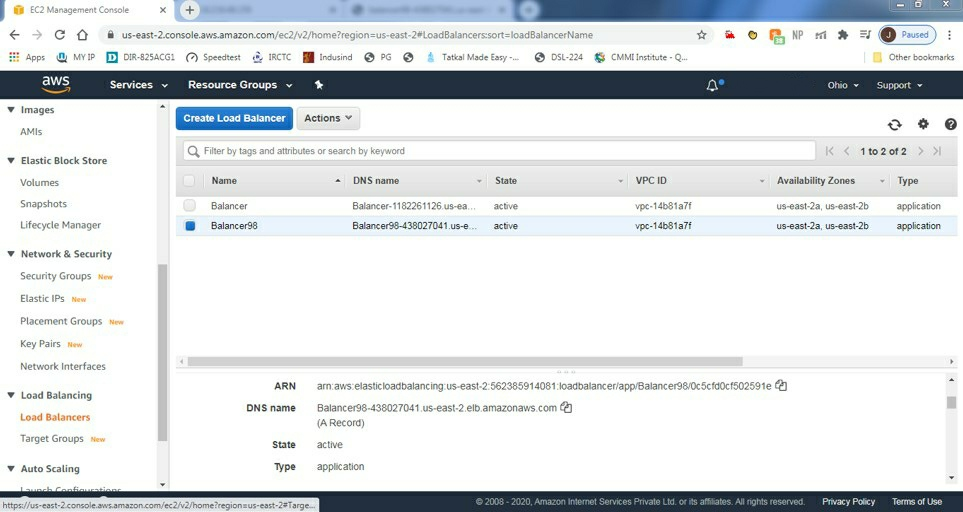 EC2 Management Console
us-east-2.console.aws.amazon.com/ec2/v2/home?region=us-east-2#LoadBalancers:sort=loadBalancerName
NP
28
J Paused
Apps MY IP DIR-825ACG1 Speedtest IRCTC Indusind PG Tatkal Made Easy -... DSL-224 CMMI Institute - Q... Other bookmarks
aws Services Resource Groups Ohio Support
Images
AMIs
Elastic Block Store
Volumes
Snapshots
Lifecycle Manager
Network & Security
Security Groups New
Elastic IPs New
Placement Groups New
Key Pairs New
Network Interfaces
Load Balancing
Load Balancers
Target Groups New
Auto Scaling
Launch Configurations
Create Load Balancer Actions
Filter by tags and attributes or search by keyword 1 to 2 of 2
Name DNS name State VPC ID Availability Zones Type
Balancer Balancer-1182261126.us-ea... active vpc-14b81a7f us-east-2a, us-east-2b application
Balancer98 Balancer98-438027041.us-e... active vpc-14b81a7f us-east-2a, us-east-2b application
ARN arn:aws:elasticloadbalancing:us-east-2:562385914081:loadbalancer/app/Balancer98/0c5cfd0cf502591e
DNS name Balancer98-438027041.us-east-2.elb.amazonaws.com
(A Record)
State active
Type application
https://us-east-2.console.aws.amazon.com/ec2/v2/home?region=us-east-2#Targe...
© 2008 - 2020, Amazon Internet Services Private Ltd. or its affiliates. All rights reserved. Privacy Policy Terms of Use